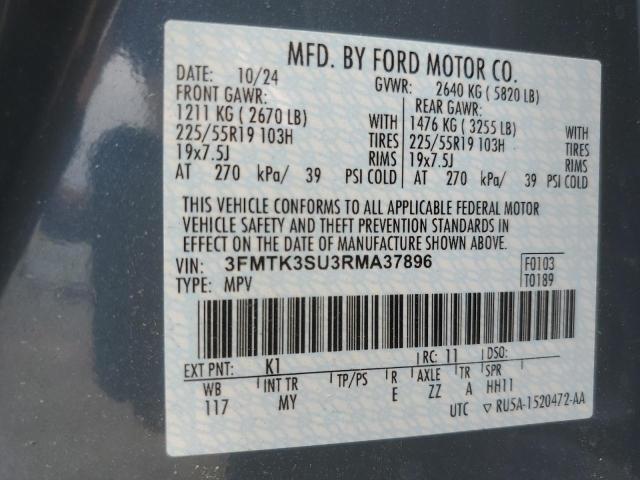 MFD. BY FORD MOTOR CO.
DATE: 10/24 GVWR: 2640 KG ( 5820 LB)
FRONT GAWR: REAR GAWR:
1211 KG ( 2670 LB) WITH 1476 KG ( 3255 LB) WITH
225/55R19 103H TIRES 225/55R19 103H TIRES
19x7.5J RIMS 19x7.5J RIMS
AT 270 kPa/ 39 PSI COLD AT 270 kPa/ 39 PSI COLD
THIS VEHICLE CONFORMS TO ALL APPLICABLE FEDERAL MOTOR
VEHICLE SAFETY AND THEFT PREVENTION STANDARDS IN
EFFECT ON THE DATE OF MANUFACTURE SHOWN ABOVE.
VIN: 3FMTK3SU3RMA37896 F0103
TYPE: MPV T0189
EXT PNT: K1 RC: 11 DSO:
WB INT TR TP/PS R AXLE TR SPR
117 MY E ZZ A HH11
UTC ▽ RU5A-1520472-AA